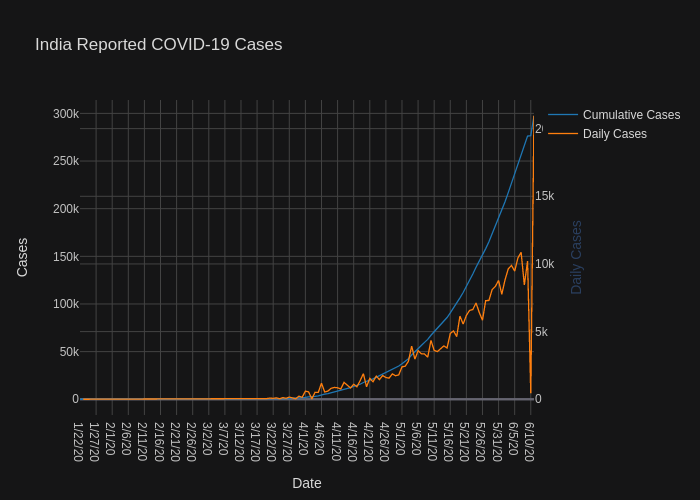 India Reported COVID-19 Cases
Cumulative Cases
Daily Cases
300k
250k
200k
150k
100k
50k
0
Cases
15k
10k
5k
0
Daily Cases
1/22/20
1/27/20
2/1/20
2/6/20
2/11/20
2/16/20
2/21/20
2/26/20
3/2/20
3/7/20
3/12/20
3/17/20
3/22/20
3/27/20
4/1/20
4/6/20
4/11/20
4/16/20
4/21/20
4/26/20
5/1/20
5/6/20
5/11/20
5/16/20
5/21/20
5/26/20
5/31/20
6/5/20
6/10/20
Date